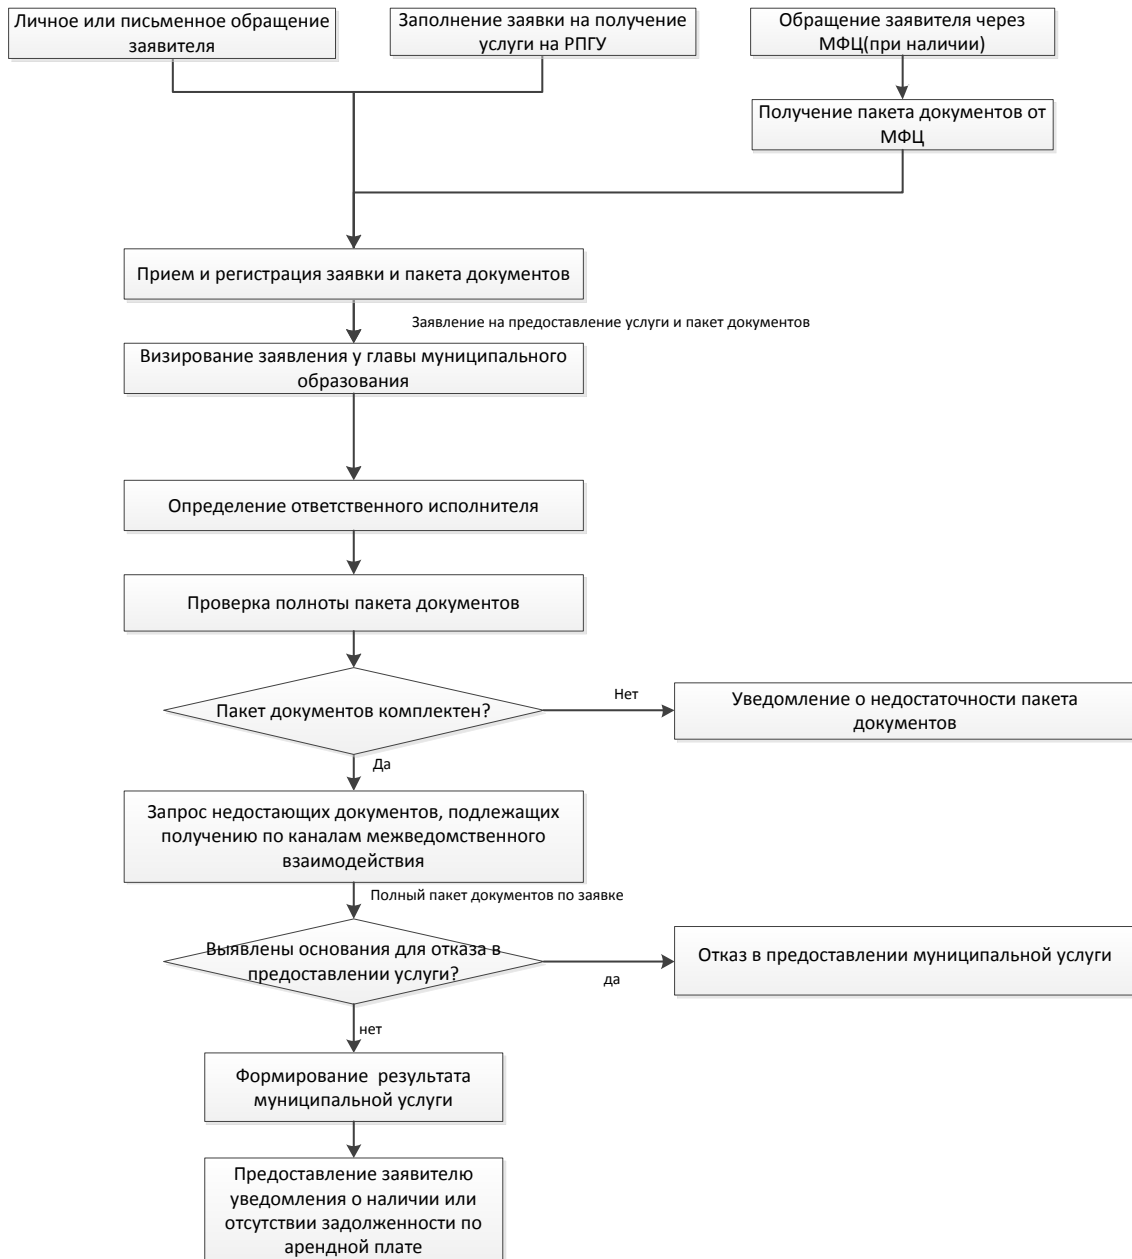 Личное или письменное обращение
заявителя
Заполнение заявки на получение
услуги на РПГУ
Обращение заявителя через
МФЦ(при наличии)
Получение пакета документов от
МФЦ
Прием и регистрация заявки и пакета документов
Заявление на предоставление услуги и пакет документов
Визирование заявления у главы муниципального
образования
Определение ответственного исполнителя
Проверка полноты пакета документов
Пакет документов комплектен?
Нет
Уведомление о недостаточности пакета
документов
Да
Запрос недостающих документов, подлежащих
получению по каналам межведомственного
взаимодействия
Полный пакет документов по заявке
Выявлены основания для отказа в
предоставлении услуги?
да
Отказ в предоставлении муниципальной услуги
нет
Формирование результата
муниципальной услуги
Предоставление заявителю
уведомления о наличии или
отсутствии задолженности по
арендной плате